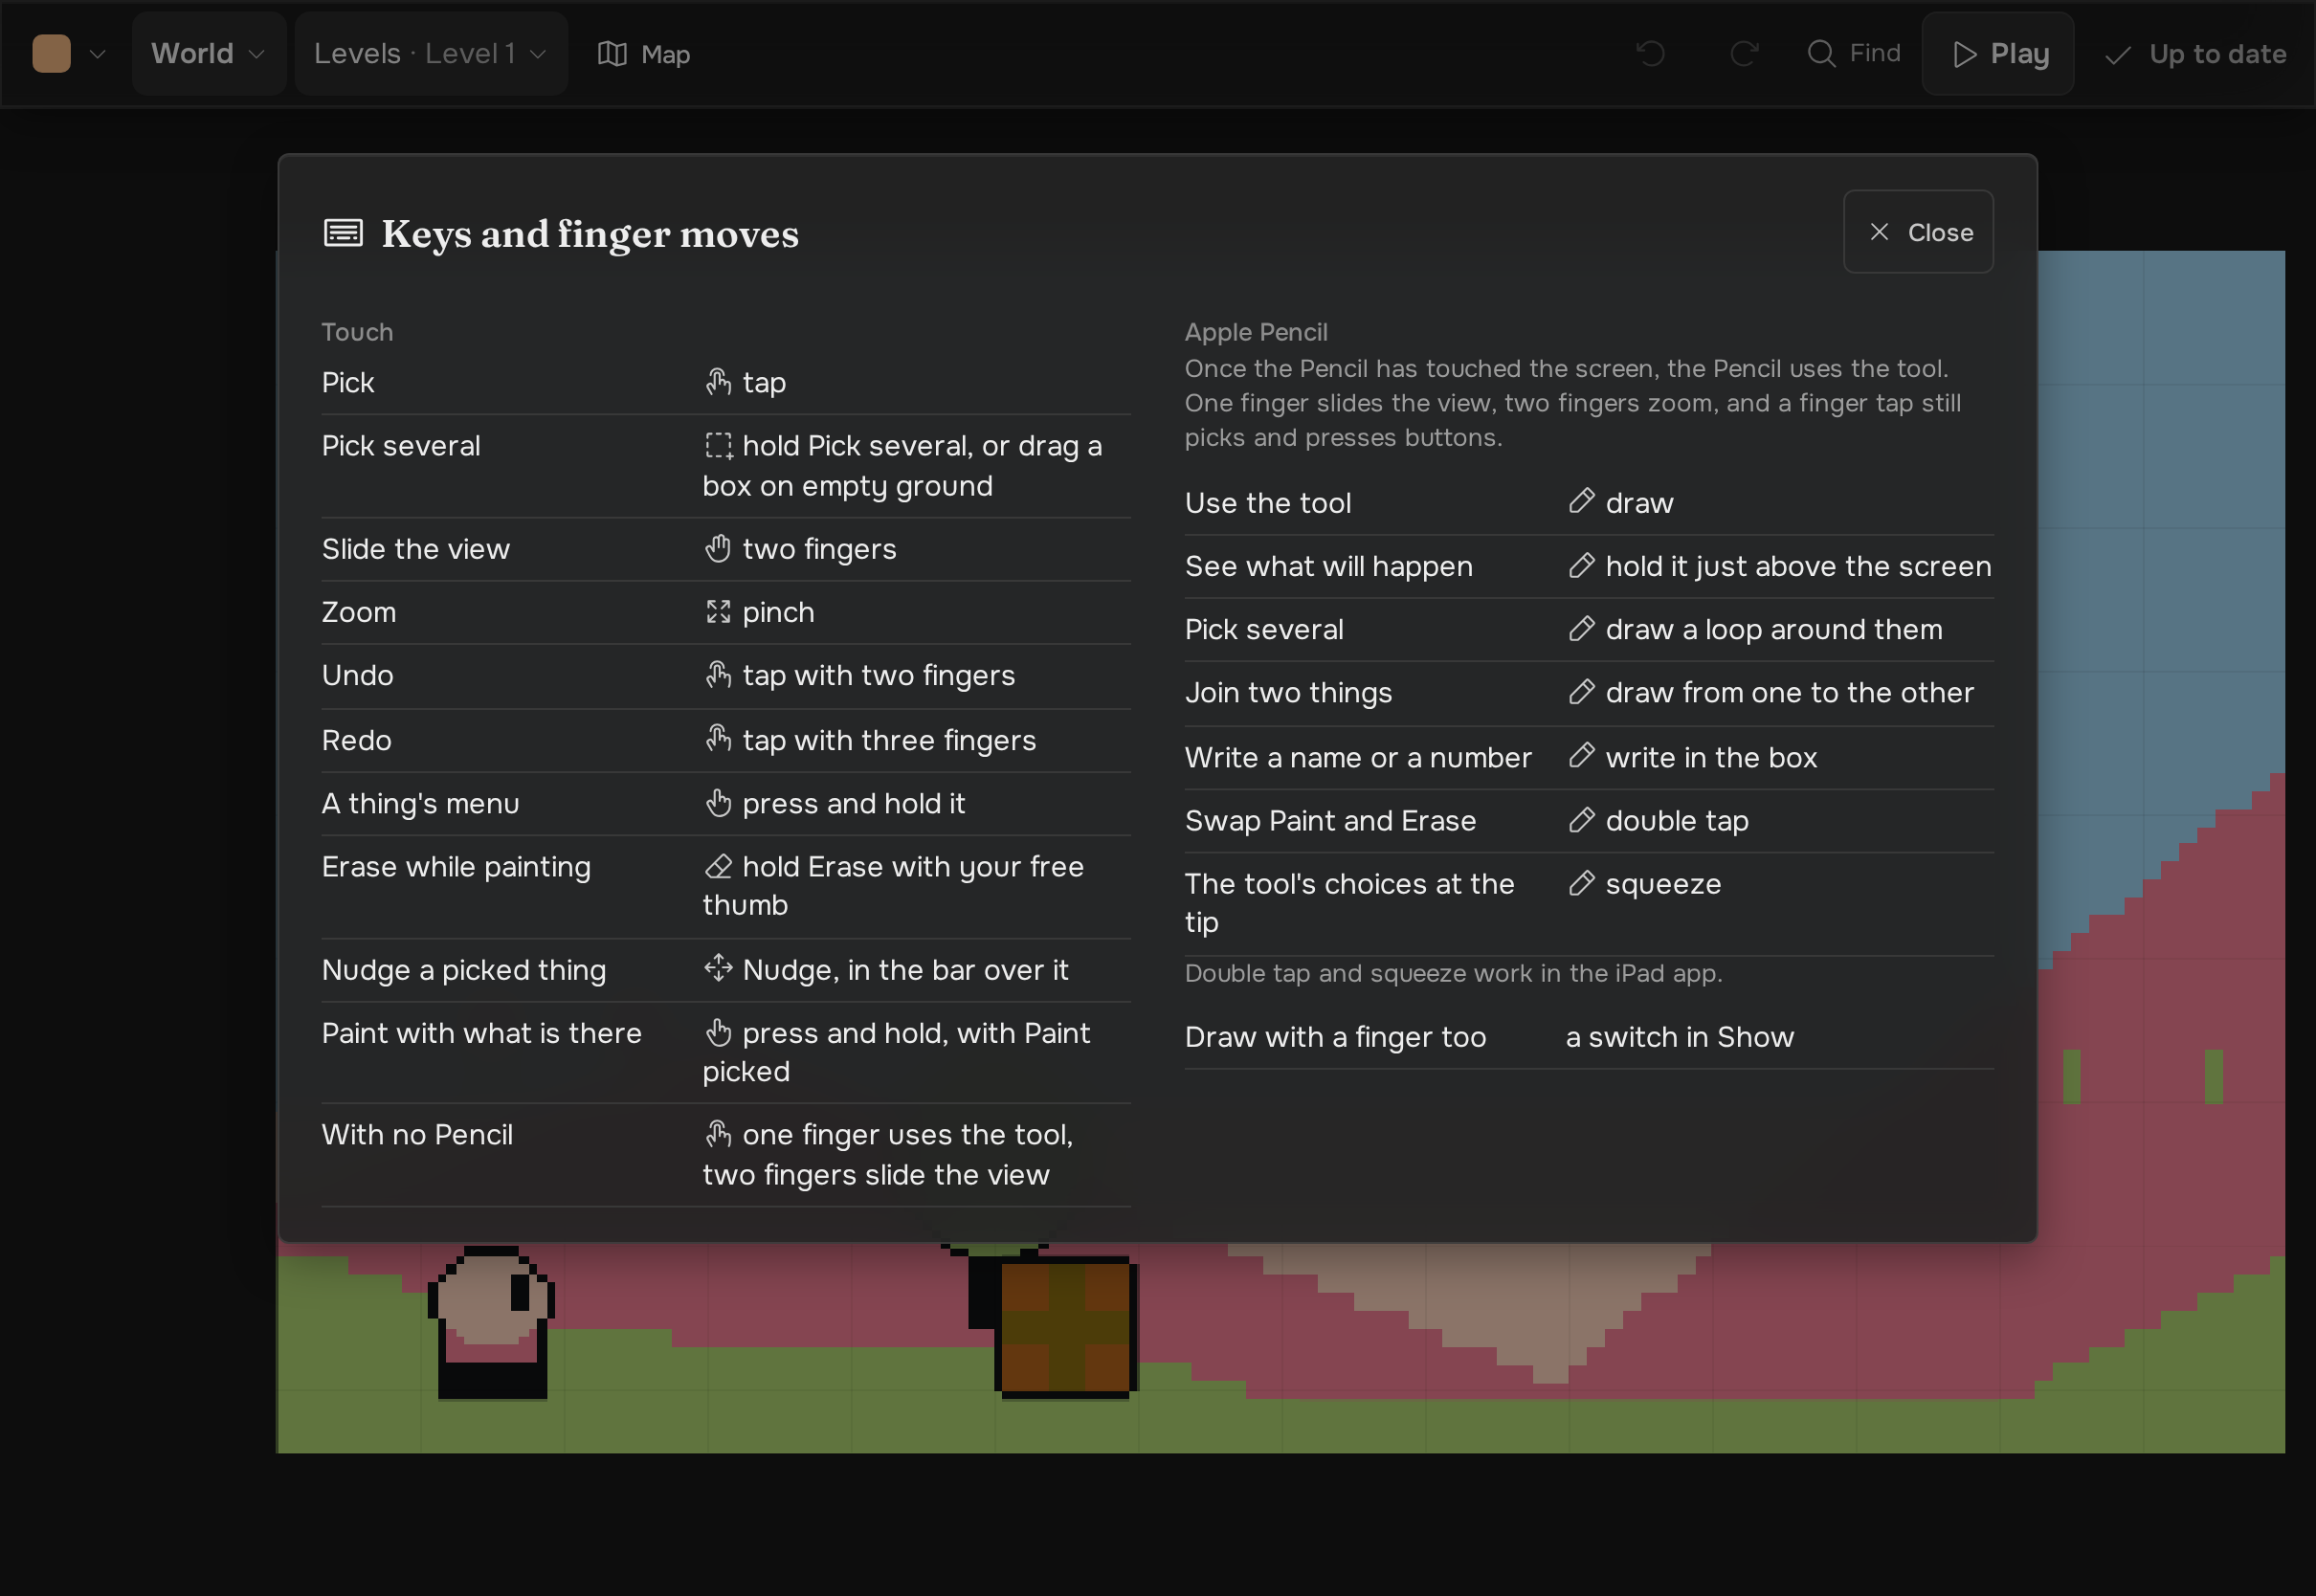 World
Levels · Level 1
Map
Find
Play
Up to date
Keys and finger moves
Close
Touch
Pick
tap
Pick several
hold Pick several, or drag a
box on empty ground
Slide the view
two fingers
Zoom
pinch
Undo
tap with two fingers
Redo
tap with three fingers
A thing's menu
press and hold it
Erase while painting
hold Erase with your free
thumb
Nudge a picked thing
Nudge, in the bar over it
Paint with what is there
press and hold, with Paint
picked
With no Pencil
one finger uses the tool,
two fingers slide the view
Apple Pencil
Once the Pencil has touched the screen, the Pencil uses the tool.
One finger slides the view, two fingers zoom, and a finger tap still
picks and presses buttons.
Use the tool
draw
See what will happen
hold it just above the screen
Pick several
draw a loop around them
Join two things
draw from one to the other
Write a name or a number
write in the box
Swap Paint and Erase
double tap
The tool's choices at the
tip
squeeze
Double tap and squeeze work in the iPad app.
Draw with a finger too
a switch in Show